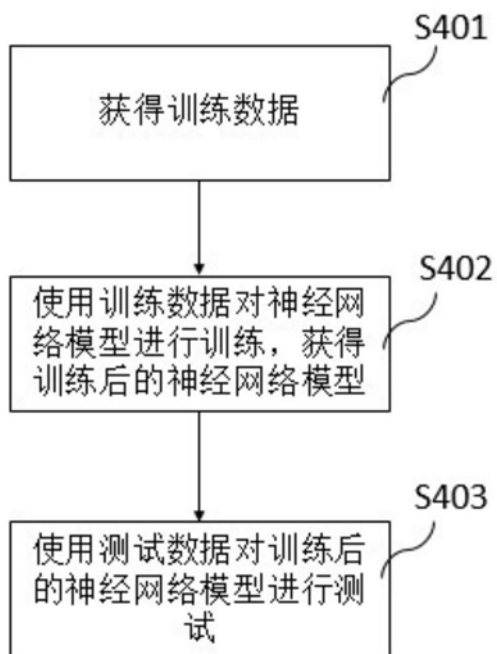 S401
获得训练数据
S402
使用训练数据对神经网
络模型进行训练，获得
训练后的神经网络模型
S403
使用测试数据对训练后
的神经网络模型进行测
试